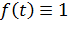 f(t) ≡ 1